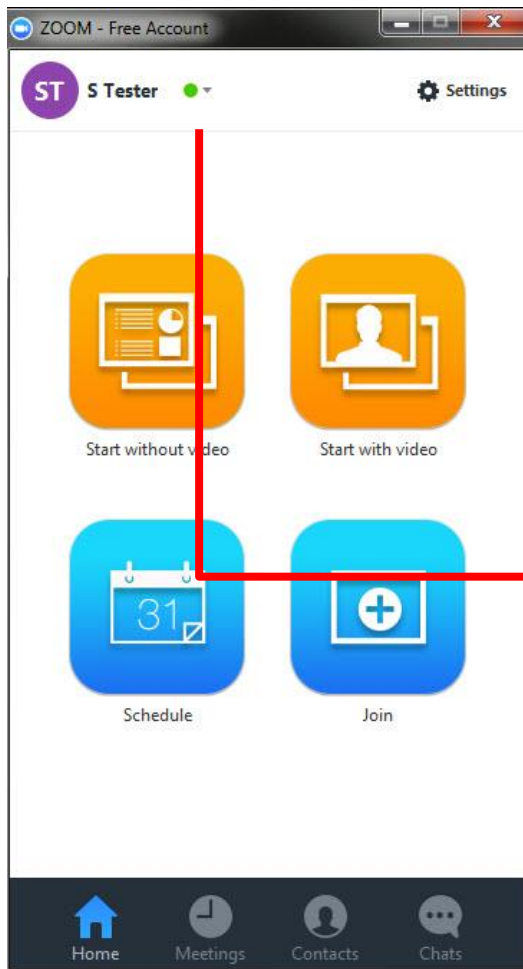 ZOOM - Free Account
ST S Tester Settings
Start without video Start with video
31
Schedule Join
Home Meetings Contacts Chats